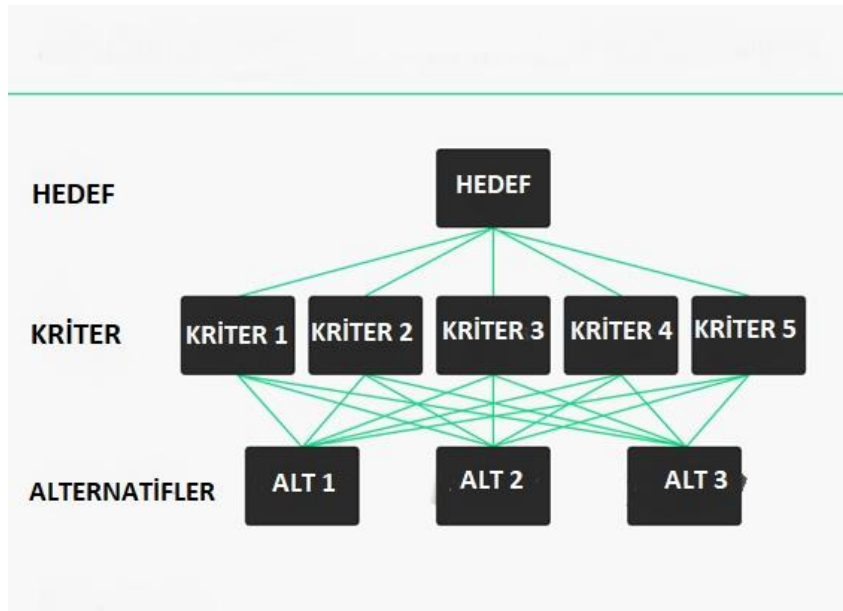 HEDEF
HEDEF
KRİTER
KRİTER 1
KRİTER 2
KRİTER 3
KRİTER 4
KRİTER 5
ALTERNATİFLER
ALT 1
ALT 2
ALT 3